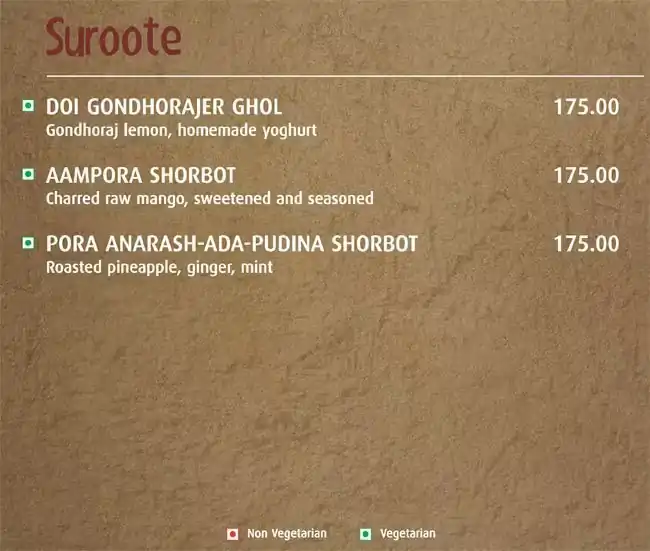 Suroote
DOI GONDHORAJER GHOL 175.00
Gondhoraj lemon, homemade yoghurt
AAMPORA SHORBOT 175.00
Charred raw mango, sweetened and seasoned
PORA ANARASH-ADA-PUDINA SHORBOT 175.00
Roasted pineapple, ginger, mint
Non Vegetarian Vegetarian